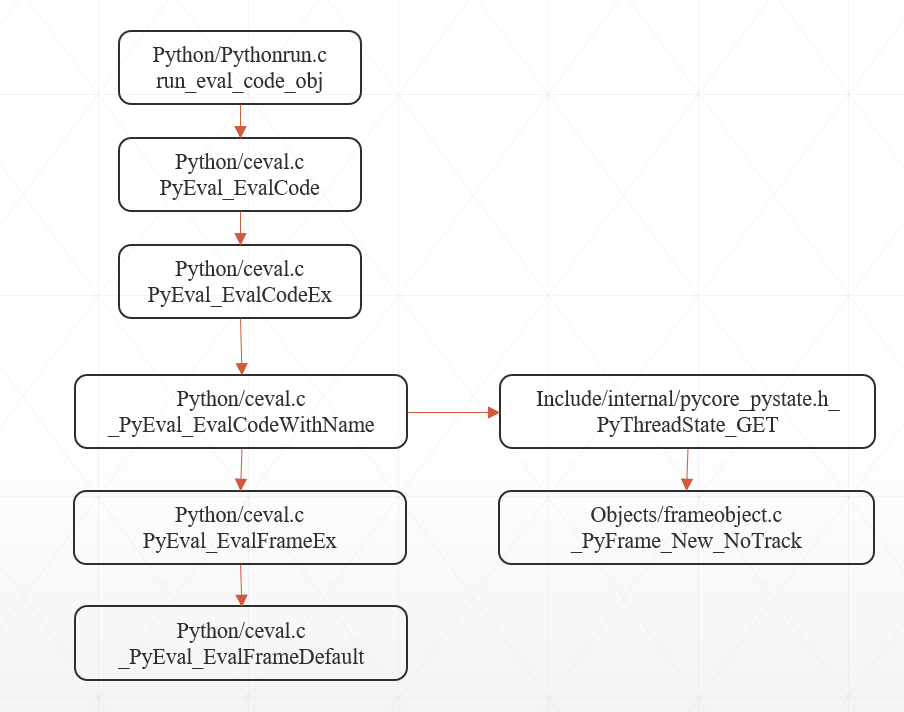 Python/Pythonrun.c
run_eval_code_obj
Python/ceval.c
PyEval_EvalCode
Python/ceval.c
PyEval_EvalCodeEx
Python/ceval.c
_PyEval_EvalCodeWithName
Include/internal/pycore_pystate.h_
PyThreadState_GET
Python/ceval.c
PyEval_EvalFrameEx
Objects/frameobject.c
_PyFrame_New_NoTrack
Python/ceval.c
_PyEval_EvalFrameDefault